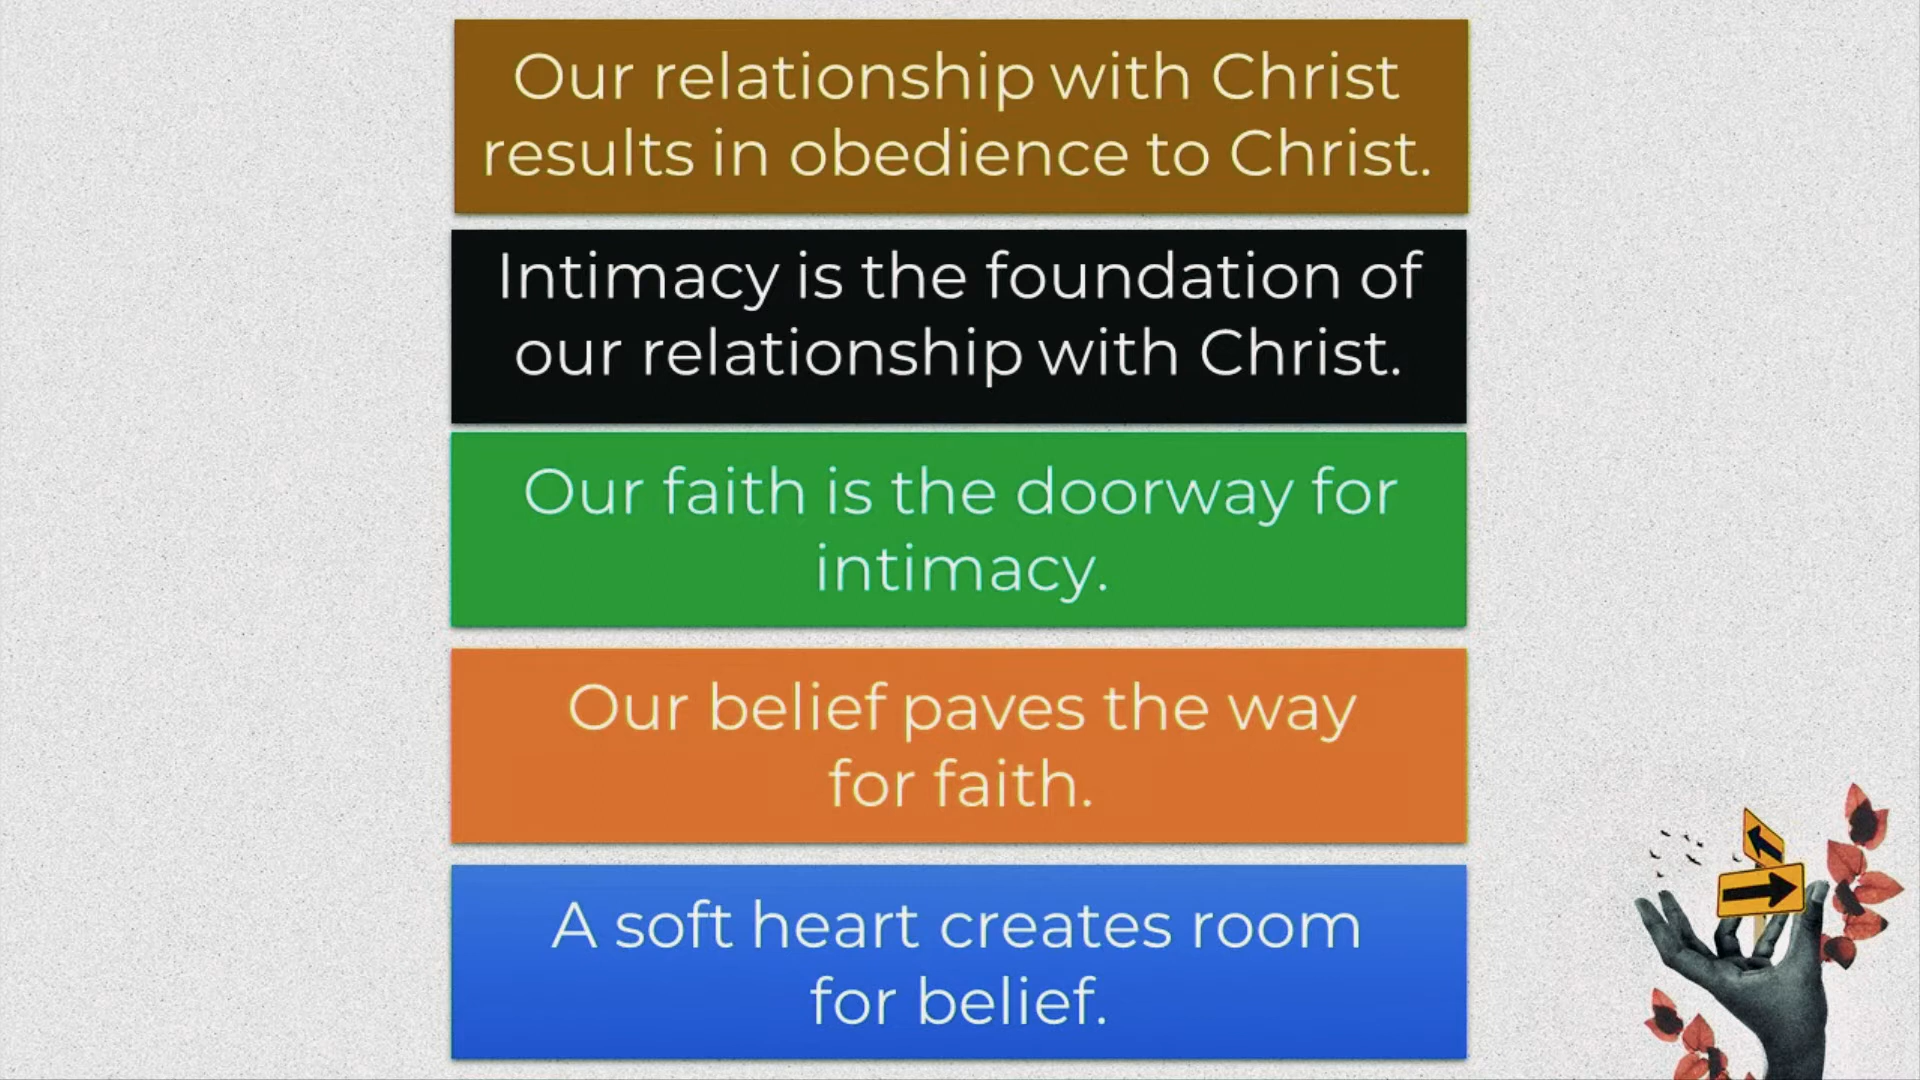 Our relationship with Christ
results in obedience to Christ.
Intimacy is the foundation of
our relationship with Christ.
Our faith is the doorway for
intimacy.
Our belief paves the way
for faith.
A soft heart creates room
for belief.